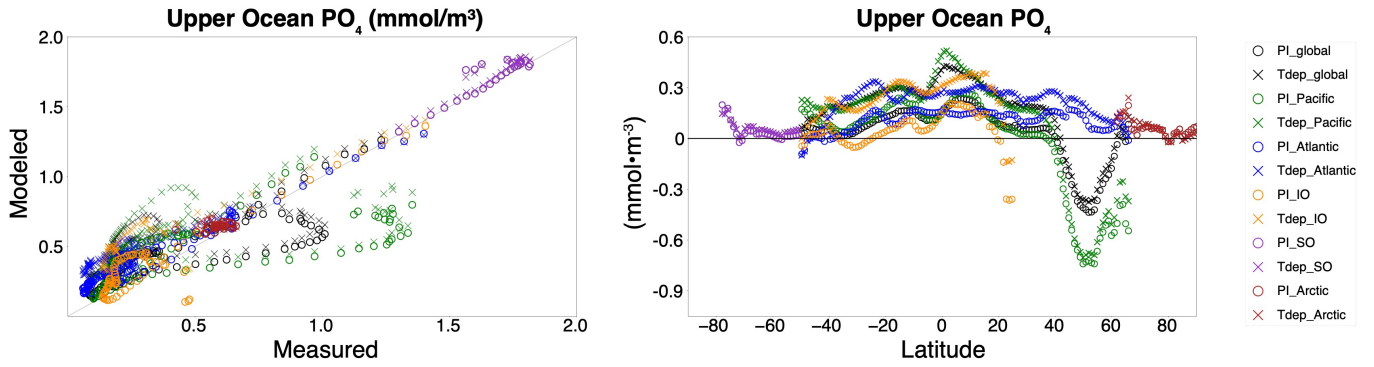 Upper Ocean PO₄ (mmol/m³)
2.0
1.5
1.0
0.5
Modeled
0.5
1.0
1.5
2.0
Measured
Upper Ocean PO₄
0.6
0.3
0
-0.3
-0.6
-0.9
(mmol•m⁻³)
−80
−60
−40
−20
0
20
40
60
80
Latitude
PI_global
Tdep_global
PI_Pacific
Tdep_Pacific
PI_Atlantic
Tdep_Atlantic
PI_IO
Tdep_IO
PI_SO
Tdep_SO
PI_Arctic
Tdep_Arctic